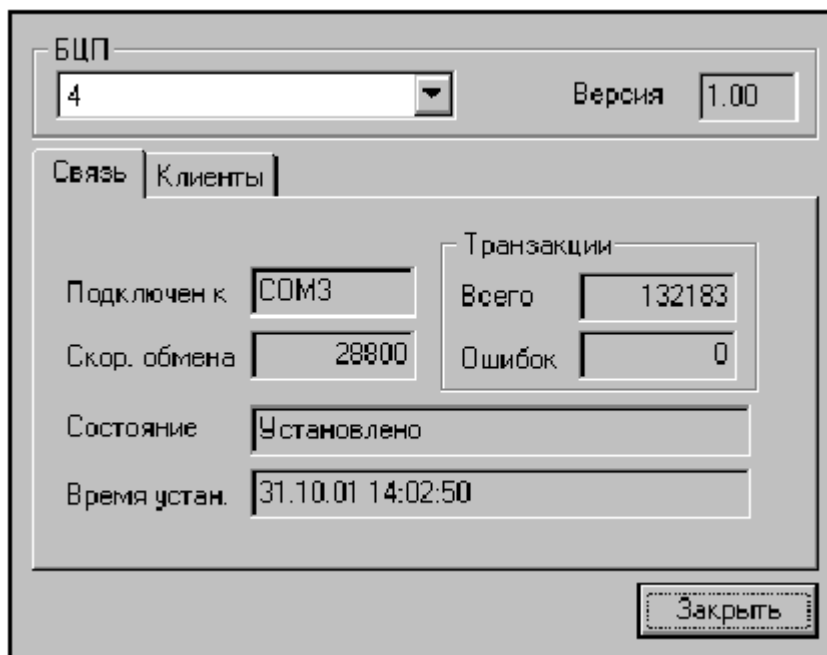 БЦП
4 Версия 1.00
Связь Клиенты
Транзакции
Подключен к COM3 Всего 132183
Скор. обмена 28800 Ошибок 0
Состояние Установлено
Время устан. 31.10.01 14:02:50
Закрыть